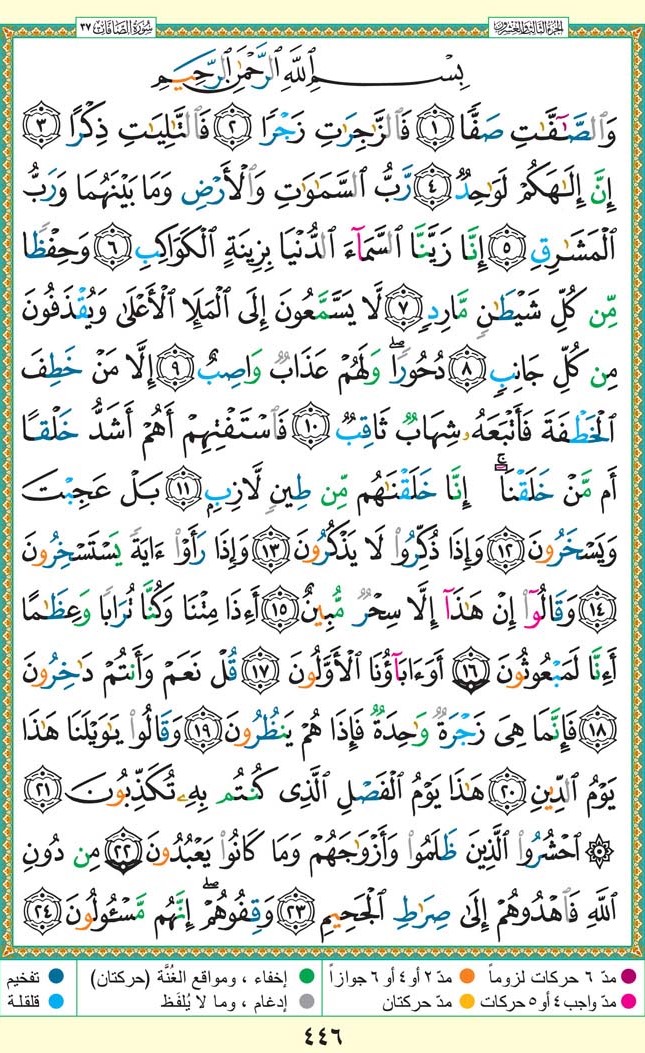 سُورَةُ الصَّافَّاتِ ٣٧
الجزء الثالث والعشرون
بِسْمِ ٱللَّهِ ٱلرَّحْمَٰنِ ٱلرَّحِيمِ
وَٱلصَّٰٓفَّٰتِ صَفًّا ١ فَٱلزَّٰجِرَٰتِ زَجْرًا ٢ فَٱلتَّٰلِيَٰتِ ذِكْرًا ٣
إِنَّ إِلَٰهَكُمْ لَوَٰحِدٌ ٤ رَّبُّ ٱلسَّمَٰوَٰتِ وَٱلْأَرْضِ وَمَا بَيْنَهُمَا وَرَبُّ
ٱلْمَشَٰرِقِ ٥ إِنَّا زَيَّنَّا ٱلسَّمَآءَ ٱلدُّنْيَا بِزِينَةٍ ٱلْكَوَاكِبِ ٦ وَحِفْظًا
مِّن كُلِّ شَيْطَٰنٍ مَّارِدٍ ٧ لَّا يَسَّمَّعُونَ إِلَى ٱلْمَلَإِ ٱلْأَعْلَىٰ وَيُقْذَفُونَ
مِن كُلِّ جَانِبٍ ٨ دُحُورًا ۖ وَلَهُمْ عَذَابٌ وَاصِبٌ ٩ إِلَّا مَنْ خَطِفَ
ٱلْخَطْفَةَ فَأَتْبَعَهُۥ شِهَابٌ ثَاقِبٌ ١٠ فَٱسْتَفْتِهِمْ أَهُمْ أَشَدُّ خَلْقًا
أَم مَّنْ خَلَقْنَآ ۚ إِنَّا خَلَقْنَٰهُم مِّن طِينٍ لَّازِبٍ ١١ بَلْ عَجِبْتَ
وَيَسْخَرُونَ ١٢ وَإِذَا ذُكِّرُوا۟ لَا يَذْكُرُونَ ١٣ وَإِذَا رَأَوْا۟ ءَايَةً يَسْتَسْخِرُونَ
١٤ وَقَالُوٓا۟ إِنْ هَٰذَآ إِلَّا سِحْرٌ مُّبِينٌ ١٥ أَءِذَا مِتْنَا وَكُنَّا تُرَابًا وَعِظَٰمًا
أَءِنَّا لَمَبْعُوثُونَ ١٦ أَوَءَابَآؤُنَا ٱلْأَوَّلُونَ ١٧ قُلْ نَعَمْ وَأَنتُمْ دَٰخِرُونَ
١٨ فَإِنَّمَا هِىَ زَجْرَةٌ وَٰحِدَةٌ فَإِذَا هُمْ يَنظُرُونَ ١٩ وَقَالُوا۟ يَٰوَيْلَنَا هَٰذَا
يَوْمُ ٱلدِّينِ ٢٠ هَٰذَا يَوْمُ ٱلْفَصْلِ ٱلَّذِى كُنتُم بِهِۦ تُكَذِّبُونَ ٢١
۞ ٱحْشُرُوا۟ ٱلَّذِينَ ظَلَمُوا۟ وَأَزْوَٰجَهُمْ وَمَا كَانُوا۟ يَعْبُدُونَ ٢٢ مِن دُونِ
ٱللَّهِ فَٱهْدُوهُمْ إِلَىٰ صِرَٰطِ ٱلْجَحِيمِ ٢٣ وَقِفُوهُمْ ۖ إِنَّهُم مَّسْـُٔولُونَ ٢٤
مدّ ٦ حركات لزوماً مدّ ٢ أو ٤ أو ٦ جوازاً إخفاء ، ومواقع الغُنَّة (حركتان) تفخيم
مدّ واجب ٤ أو ٥ حركات مدّ حركتان إدغام ، وما لا يُلفَظ قلقلة
٤٤٦